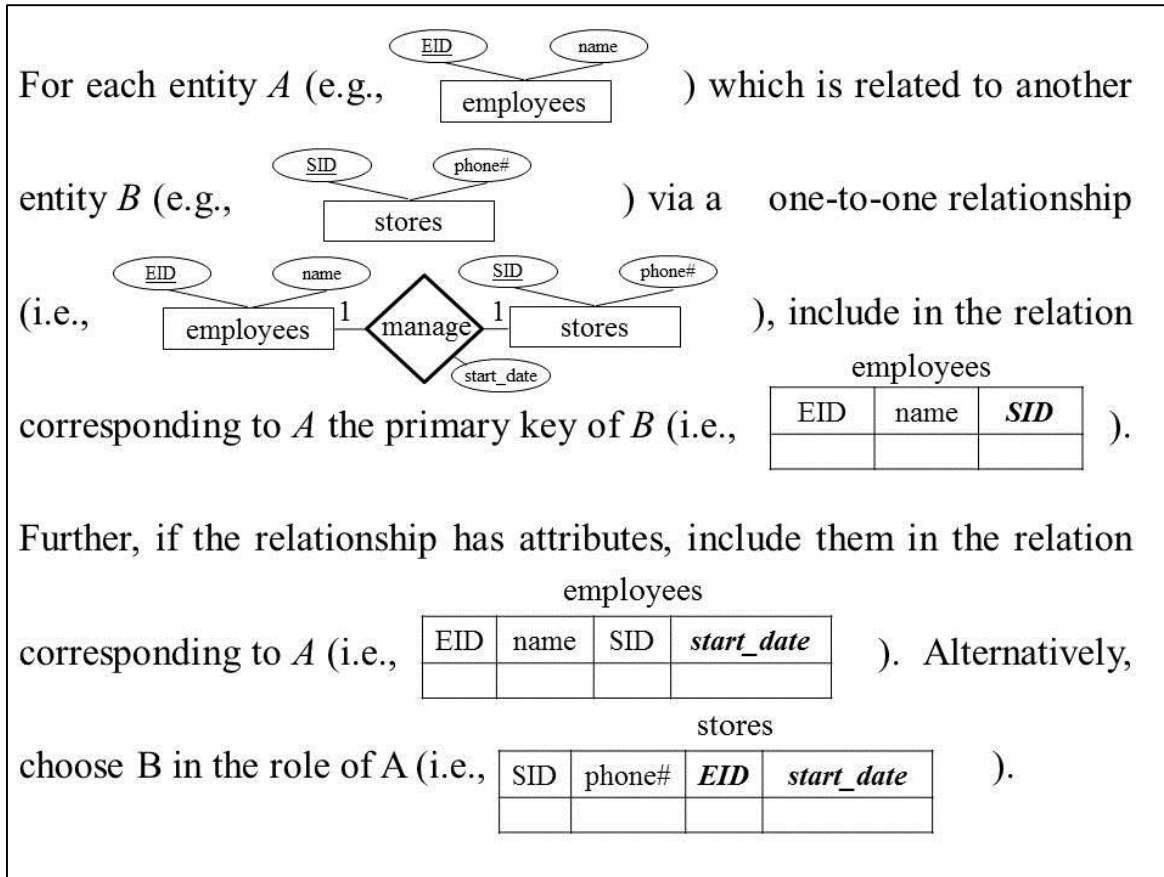 EID name
For each entity A (e.g., employees ) which is related to another
SID phone#
entity B (e.g., stores ) via a one-to-one relationship
EID name SID phone#
(i.e., employees 1 manage 1 stores ), include in the relation
start_date
employees
corresponding to A the primary key of B (i.e., EID name SID ).
Further, if the relationship has attributes, include them in the relation
employees
corresponding to A (i.e., EID name SID start_date ). Alternatively,
stores
choose B in the role of A (i.e., SID phone# EID start_date ).